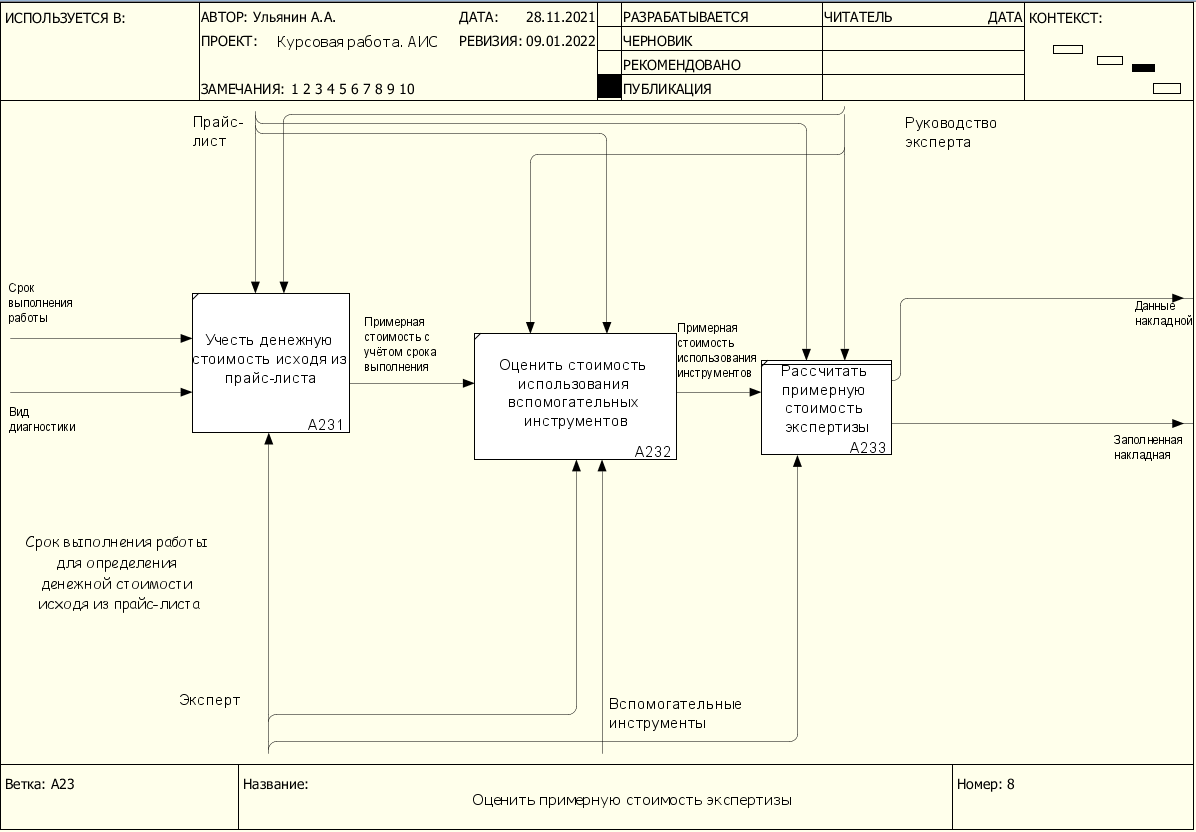 ИСПОЛЬЗУЕТСЯ В:
АВТОР: Ульянин А.А.
ДАТА: 28.11.2021
РАЗРАБАТЫВАЕТСЯ
ЧИТАТЕЛЬ
ДАТА
КОНТЕКСТ:
ПРОЕКТ: Курсовая работа. АИС
РЕВИЗИЯ: 09.01.2022
ЧЕРНОВИК
РЕКОМЕНДОВАНО
ЗАМЕЧАНИЯ: 1 2 3 4 5 6 7 8 9 10
ПУБЛИКАЦИЯ
Прайс-
лист
Руководство
эксперта
Срок
выполнения
работы
Вид
диагностики
Учесть денежную
стоимость исходя из
прайс-листа
A231
Примерная
стоимость с
учётом срока
выполнения
Оценить стоимость
использования
вспомогательных
инструментов
A232
Примерная
стоимость
использования
инструментов
Рассчитать
примерную
стоимость
экспертизы
A233
Данные
накладной
Заполненная
накладная
Срок выполнения работы
для определения
денежной стоимости
исходя из прайс-листа
Эксперт
Вспомогательные
инструменты
Ветка: A23
Название:
Оценить примерную стоимость экспертизы
Номер: 8